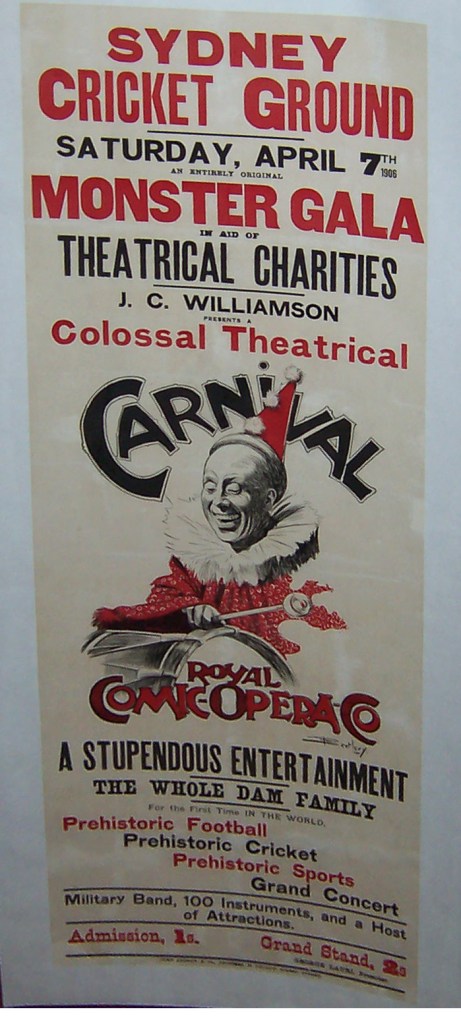 SYDNEY
CRICKET GROUND
SATURDAY, APRIL 7TH
1906
AN ENTIRELY ORIGINAL
MONSTER GALA
IN AID OF
THEATRICAL CHARITIES
J. C. WILLIAMSON
PRESENTS A
Colossal Theatrical
CARNIVAL
ROYAL
COMIC-OPERA-CO
A STUPENDOUS ENTERTAINMENT
THE WHOLE DAM FAMILY
For the First Time IN THE WORLD.
Prehistoric Football
Prehistoric Cricket
Prehistoric Sports
Grand Concert
Military Band, 100 Instruments, and a Host
of Attractions.
Admission, 1s. Grand Stand, 2s